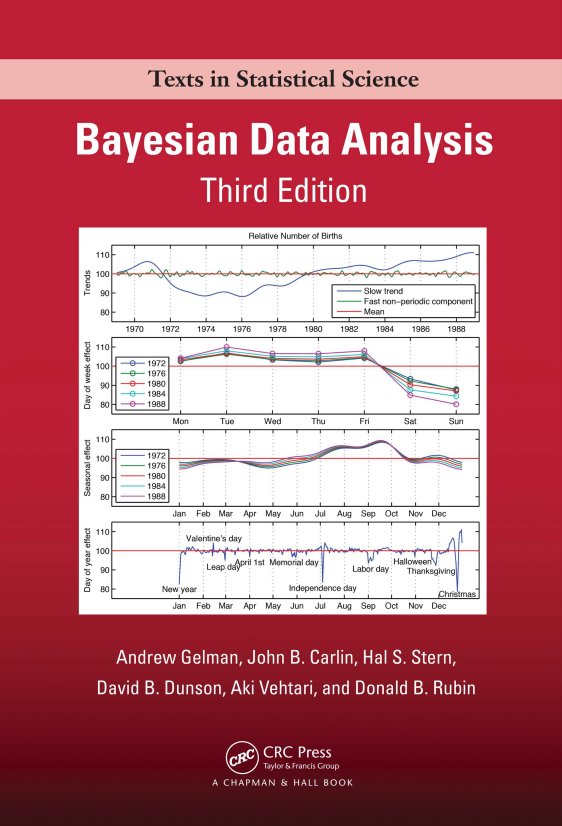 Texts in Statistical Science
Bayesian Data Analysis
Third Edition
Relative Number of Births
Trends
110
100
90
80
Slow trend
Fast non−periodic component
Mean
1970 1972 1974 1976 1978 1980 1982 1984 1986 1988
Day of week effect
110
100
90
80
1972
1976
1980
1984
1988
Mon Tue Wed Thu Fri Sat Sun
Seasonal effect
110
100
90
80
1972
1976
1980
1984
1988
Jan Feb Mar Apr May Jun Jul Aug Sep Oct Nov Dec
Day of year effect
110
100
90
80
Valentine's day
Leap day
April 1st
Memorial day
Halloween
Labor day
Thanksgiving
New year
Independence day
Christmas
Jan Feb Mar Apr May Jun Jul Aug Sep Oct Nov Dec
Andrew Gelman, John B. Carlin, Hal S. Stern,
David B. Dunson, Aki Vehtari, and Donald B. Rubin
CRC
CRC Press
Taylor & Francis Group
A CHAPMAN & HALL BOOK